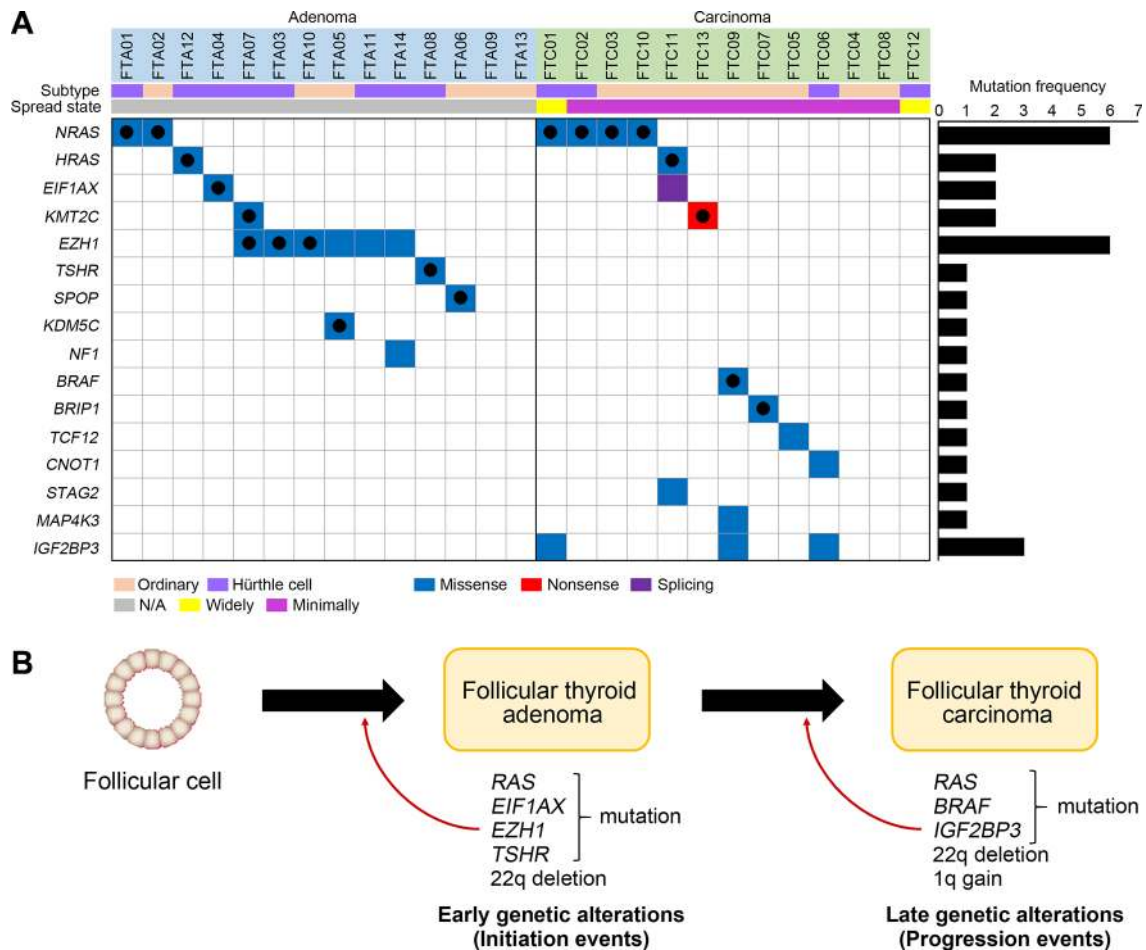 A
Adenoma
Carcinoma
FTA01 FTA02 FTA12 FTA04 FTA07 FTA03 FTA10 FTA05 FTA11 FTA14 FTA08 FTA06 FTA09 FTA13 FTC01 FTC02 FTC03 FTC10 FTC11 FTC13 FTC09 FTC07 FTC05 FTC06 FTC04 FTC08 FTC12
Subtype
Spread state
Mutation frequency
0 1 2 3 4 5 6 7
NRAS
HRAS
EIF1AX
KMT2C
EZH1
TSHR
SPOP
KDM5C
NF1
BRAF
BRIP1
TCF12
CNOT1
STAG2
MAP4K3
IGF2BP3
Ordinary Hürthle cell Missense Nonsense Splicing
N/A Widely Minimally
B
Follicular cell
Follicular thyroid
adenoma
RAS
EIF1AX
EZH1
TSHR
mutation
22q deletion
Early genetic alterations
(Initiation events)
Follicular thyroid
carcinoma
RAS
BRAF
IGF2BP3
mutation
22q deletion
1q gain
Late genetic alterations
(Progression events)